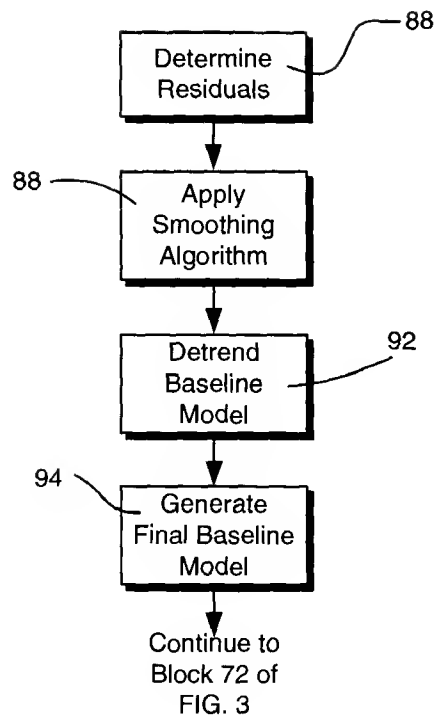 88
Determine
Residuals
88
Apply
Smoothing
Algorithm
Detrend
Baseline
Model
92
94
Generate
Final Baseline
Model
Continue to
Block 72 of
FIG. 3